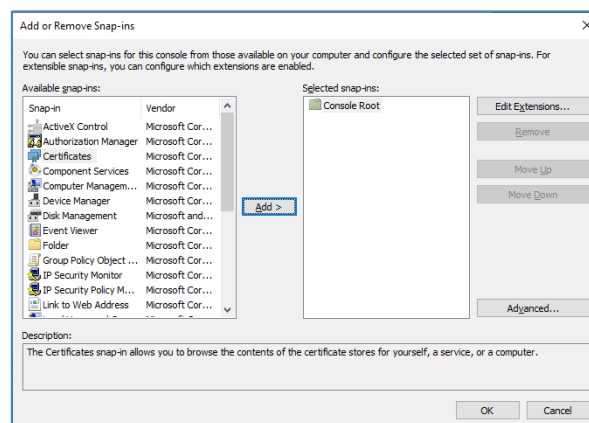 Add or Remove Snap-ins
You can select snap-ins for this console from those available on your computer and configure the selected set of snap-ins. For
extensible snap-ins, you can configure which extensions are enabled.
Available snap-ins:
Selected snap-ins:
Snap-in Vendor
ActiveX Control Microsoft Cor...
Authorization Manager Microsoft Cor...
Certificates Microsoft Cor...
Component Services Microsoft Cor...
Computer Managem... Microsoft Cor...
Device Manager Microsoft Cor...
Disk Management Microsoft and...
Event Viewer Microsoft Cor...
Folder Microsoft Cor...
Group Policy Object ... Microsoft Cor...
IP Security Monitor Microsoft Cor...
IP Security Policy M... Microsoft Cor...
Link to Web Address Microsoft Cor...
Add >
Console Root
Edit Extensions...
Remove
Move Up
Move Down
Advanced...
Description:
The Certificates snap-in allows you to browse the contents of the certificate stores for yourself, a service, or a computer.
OK
Cancel